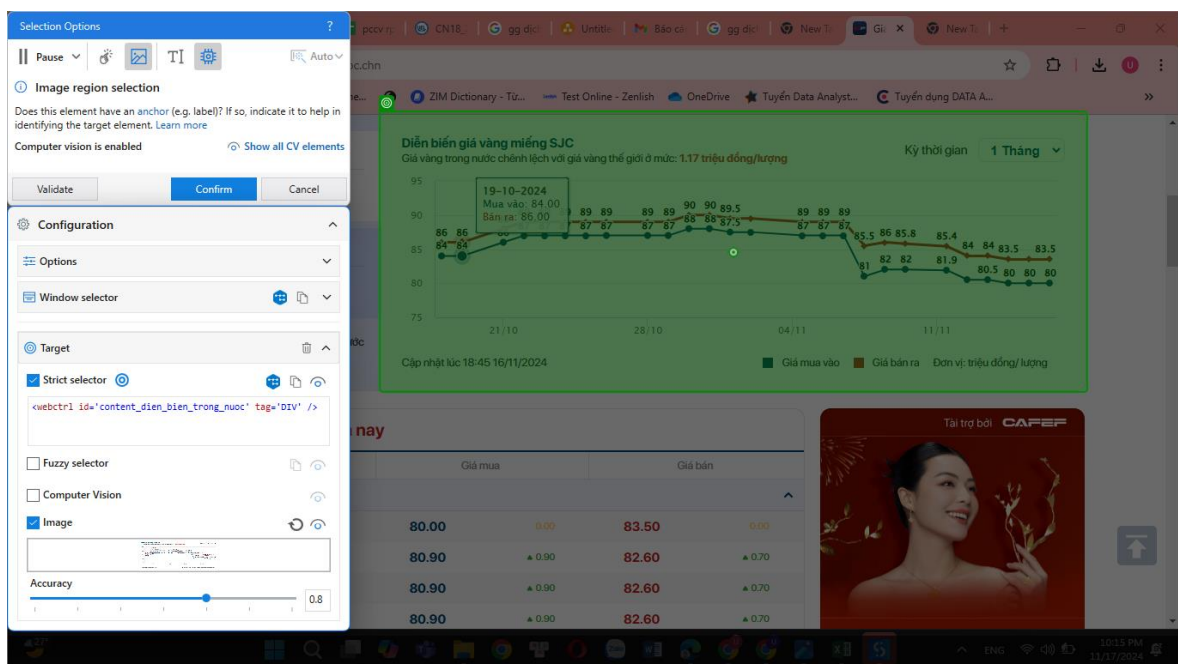 Selection Options ?
Pause
TI
Auto
Image region selection
Does this element have an anchor (e.g. label)? If so, indicate it to help in
identifying the target element. Learn more
Computer vision is enabled
Show all CV elements
Validate
Confirm
Cancel
Configuration
Options
Window selector
Target
Strict selector
<webctrl id='content_dien_bien_trong_nuoc' tag='DIV' />
Fuzzy selector
Computer Vision
Image
Accuracy
0.8
CN18_
gg dịc
Untitle
Báo cá
gg dịc
New Ta
Gi
New Ta
c.chn
ZIM Dictionary - Từ...
Test Online - Zenlish
OneDrive
Tuyển Data Analyst...
Tuyển dụng DATA A...
»
Diễn biến giá vàng miếng SJC
Giá vàng trong nước chênh lệch với giá vàng thế giới ở mức: 1.17 triệu đồng/lượng
Kỳ thời gian
1 Tháng
95
90
85
80
75
19-10-2024
Mua vào: 84.00
Bán ra: 86.00
86 86
84 84
89 89 89 89 90 90 89.5 89 89 89
87 87 87 87 88 88 87.5 87 87 87
85.5 86 85.8 85.4 84 84 83.5 83.5
81 82 82 81.9 80.5 80 80 80
21/10
28/10
04/11
11/11
Cập nhật lúc 18:45 16/11/2024
Giá mua vào
Giá bán ra
Đơn vị: triệu đồng/ lượng
nay
Giá mua
Giá bán
80.00 0.00 83.50 0.00
80.90 ▲ 0.90 82.60 ▲ 0.70
80.90 ▲ 0.90 82.60 ▲ 0.70
80.90 ▲ 0.90 82.60 ▲ 0.70
Tài trợ bởi CAFEF
27°
ENG
10:15 PM
11/17/2024